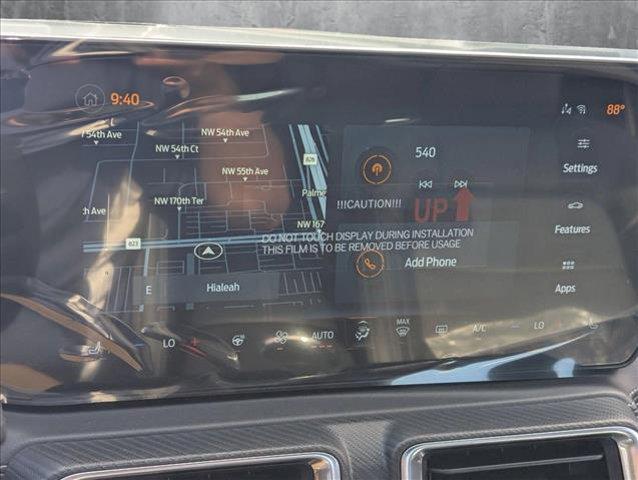 9:40
88°
54th Ave
NW 54th Ave
NW 54th Ct
NW 55th Ave
NW 170th Ter
Ave
826
Palme
NW 167
823
E
Hialeah
540
!!!CAUTION!!!
UP
DO NOT TOUCH DISPLAY DURING INSTALLATION
THIS FILM IS TO BE REMOVED BEFORE USAGE
Add Phone
Settings
Features
Apps
LO
AUTO
MAX
A/C
LO